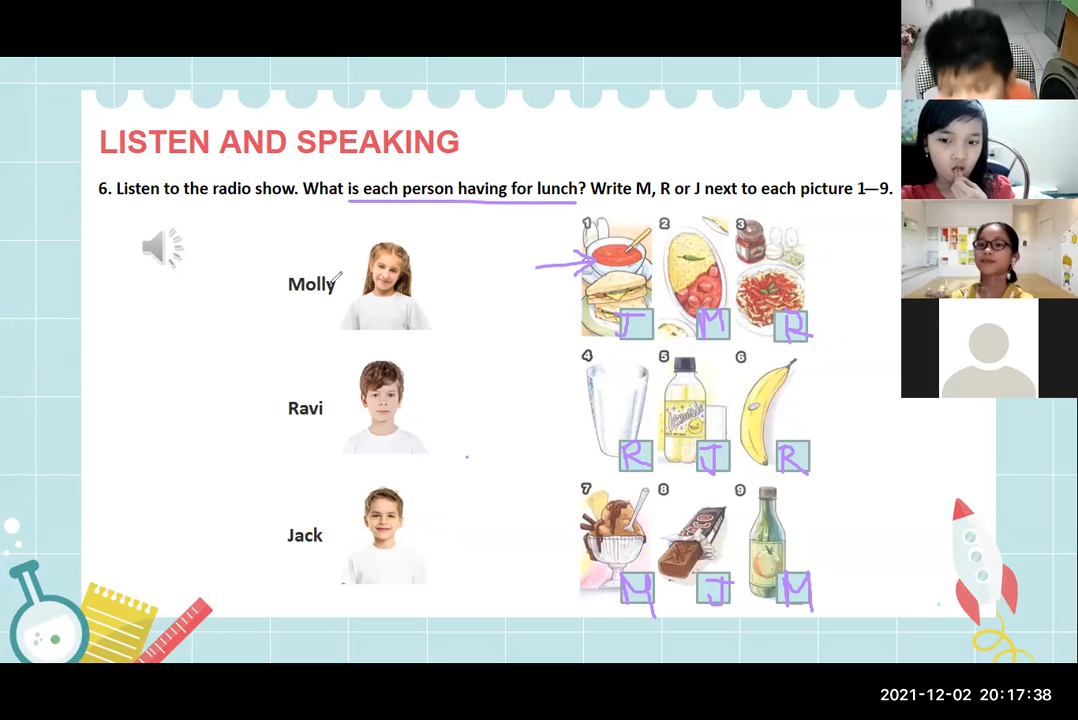 LISTEN AND SPEAKING
6. Listen to the radio show. What is each person having for lunch? Write M, R or J next to each picture 1—9.
Molly
Ravi
Jack
1 2 3
J M R
4 5 6
Lemonade
R J R
7 8 9
CHOCO
M J M
2021-12-02 20:17:38